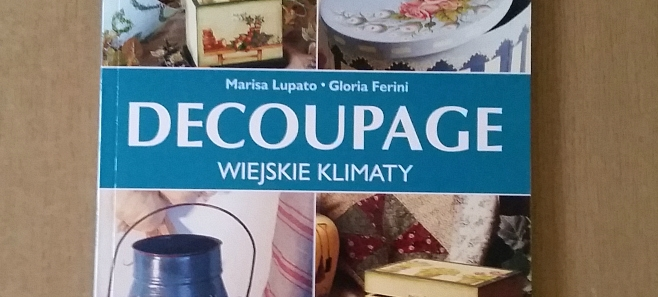 Marisa Lupato • Gloria Ferini
DECOUPAGE
WIEJSKIE KLIMATY